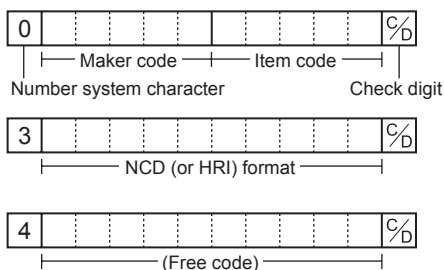 0 C/D
Maker code Item code
Number system character Check digit
3 C/D
NCD (or HRI) format
4 C/D
(Free code)